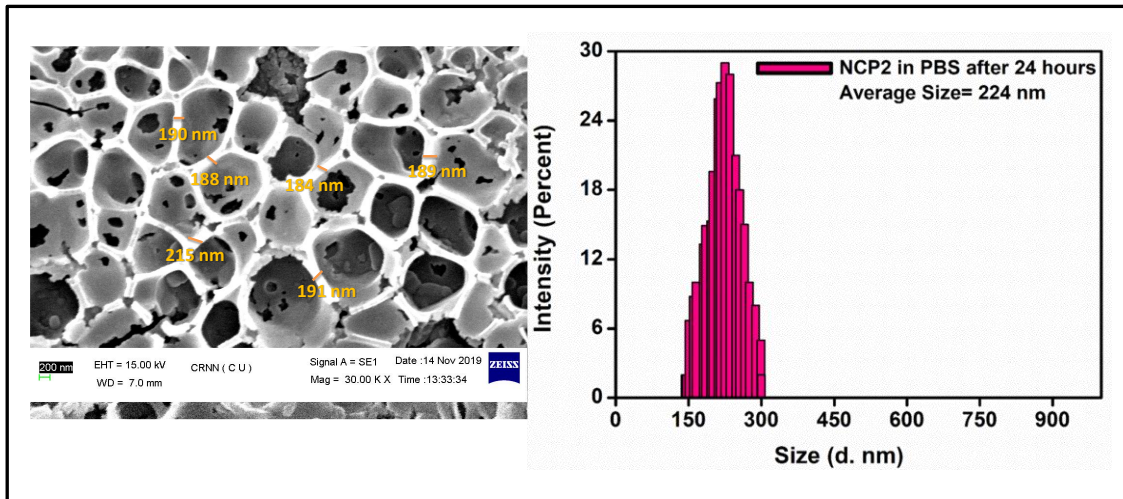 190 nm
188 nm
184 nm
189 nm
215 nm
191 nm
200 nm
EHT = 15.00 kV
WD = 7.0 mm
CRNN ( C U )
Signal A = SE1
Mag = 30.00 K X
Date :14 Nov 2019
Time :13:33:34
ZEISS
NCP2 in PBS after 24 hours
Average Size= 224 nm
Intensity (Percent)
30
24
18
12
6
0
0 150 300 450 600 750 900
Size (d. nm)